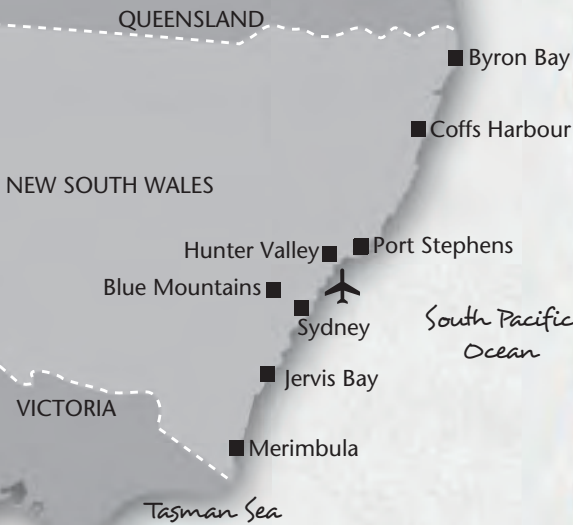 QUEENSLAND
Byron Bay
Coffs Harbour
NEW SOUTH WALES
Hunter Valley
Port Stephens
Blue Mountains
Sydney
South Pacific
Ocean
Jervis Bay
VICTORIA
Merimbula
Tasman Sea